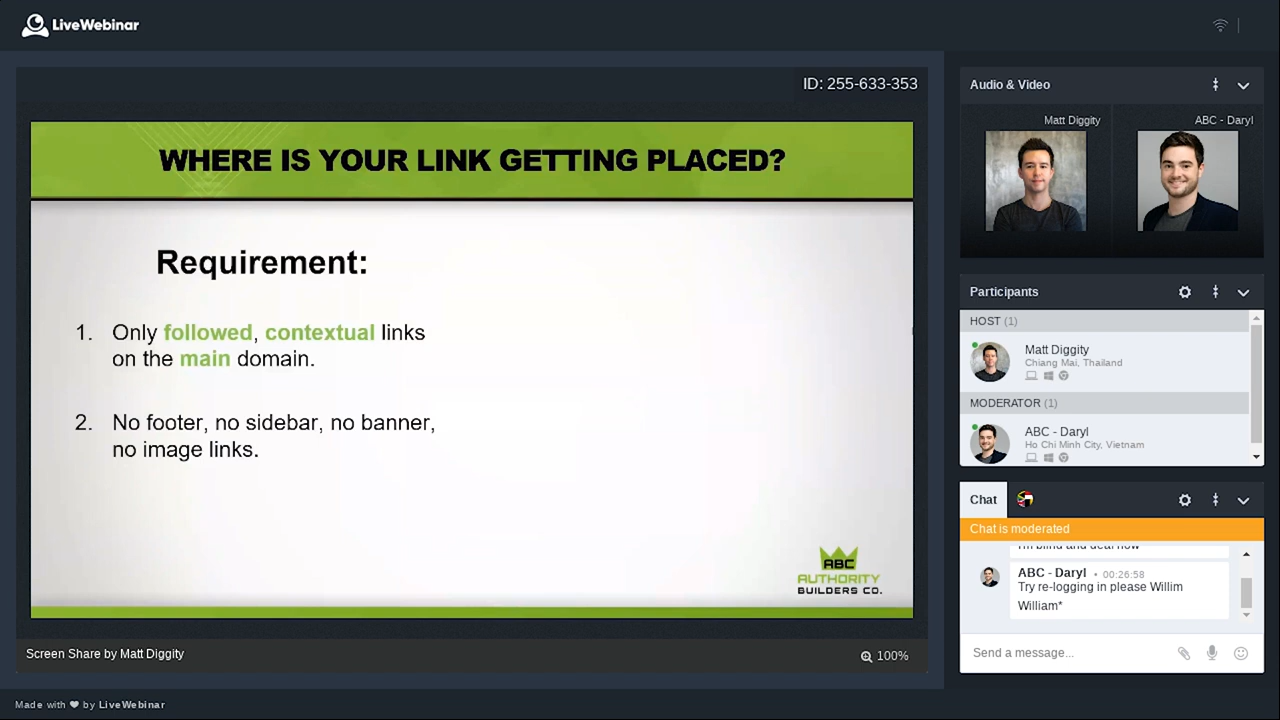 LiveWebinar
ID: 255-633-353
WHERE IS YOUR LINK GETTING PLACED?
Requirement:
1. Only followed, contextual links
on the main domain.
2. No footer, no sidebar, no banner,
no image links.
ABC
AUTHORITY
BUILDERS CO.
Screen Share by Matt Diggity
100%
Audio & Video
Matt Diggity
ABC - Daryl
Participants
HOST (1)
Matt Diggity
Chiang Mai, Thailand
MODERATOR (1)
ABC - Daryl
Ho Chi Minh City, Vietnam
Chat
Chat is moderated
ABC - Daryl • 00:26:58
Try re-logging in please Willim
William*
Send a message...
Made with ❤ by LiveWebinar